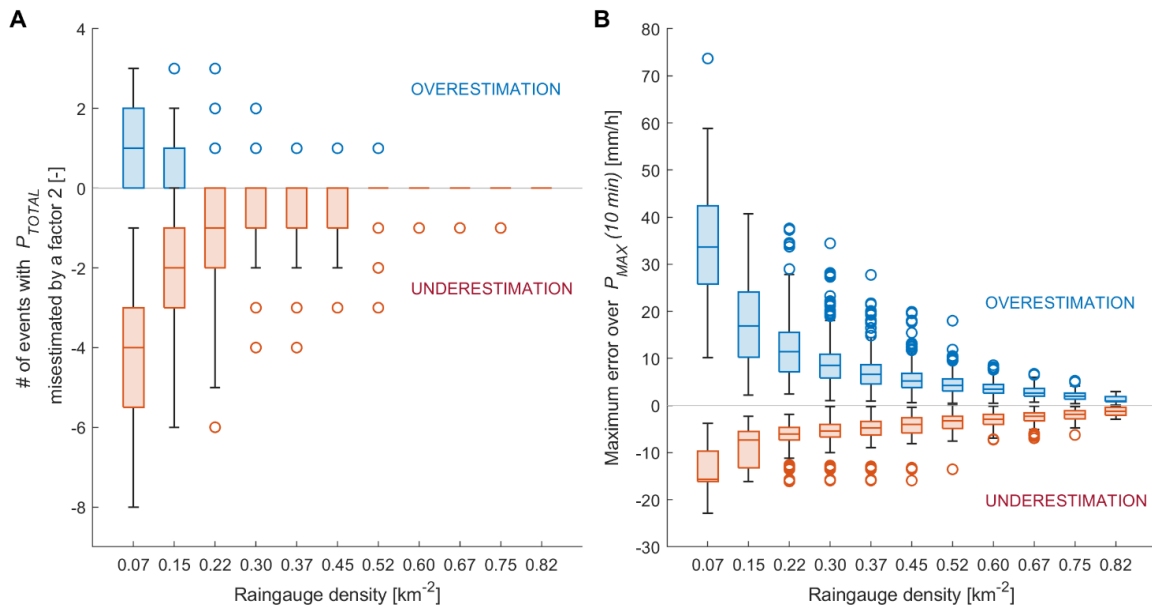 A
# of events with P_TOTAL
misestimated by a factor 2 [-]
4
2
0
-2
-4
-6
-8
OVERESTIMATION
UNDERESTIMATION
0.07 0.15 0.22 0.30 0.37 0.45 0.52 0.60 0.67 0.75 0.82
Raingauge density [km⁻²]
B
Maximum error over P_MAX (10 min) [mm/h]
80
70
60
50
40
30
20
10
0
-10
-20
-30
OVERESTIMATION
UNDERESTIMATION
0.07 0.15 0.22 0.30 0.37 0.45 0.52 0.60 0.67 0.75 0.82
Raingauge density [km⁻²]